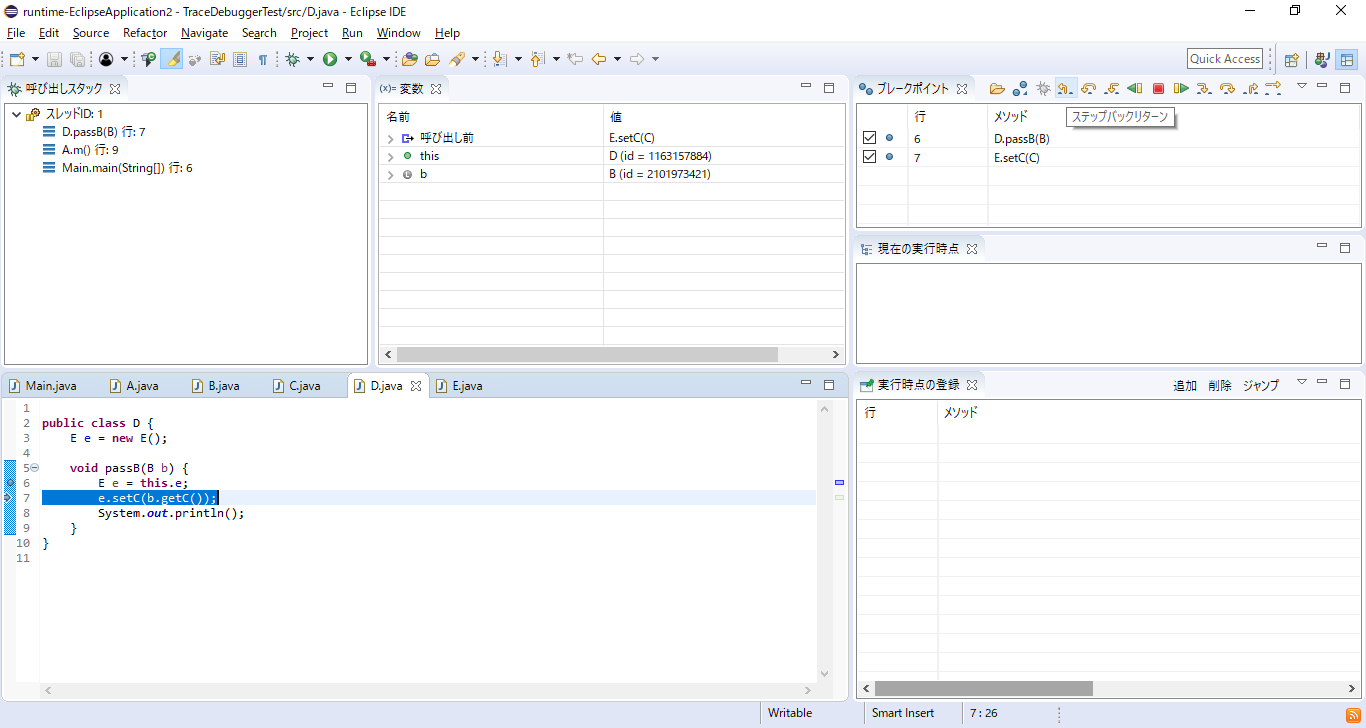 runtime-EclipseApplication2 - TraceDebuggerTest/src/D.java - Eclipse IDE
File Edit Source Refactor Navigate Search Project Run Window Help
Quick Access
呼び出しスタック
スレッドID: 1
D.passB(B) 行: 7
A.m() 行: 9
Main.main(String[]) 行: 6
(x)= 変数
名前 値
呼び出し前 E.setC(C)
this D (id = 1163157884)
b B (id = 2101973421)
ブレークポイント
ステップバックリターン
行 メソッド
6 D.passB(B)
7 E.setC(C)
現在の実行時点
Main.java A.java B.java C.java D.java E.java
1
2 public class D {
3 E e = new E();
4
5 void passB(B b) {
6 E e = this.e;
7 e.setC(b.getC());
8 System.out.println();
9 }
10 }
11
実行時点の登録 追加 削除 ジャンプ
行 メソッド
Writable Smart Insert 7 : 26